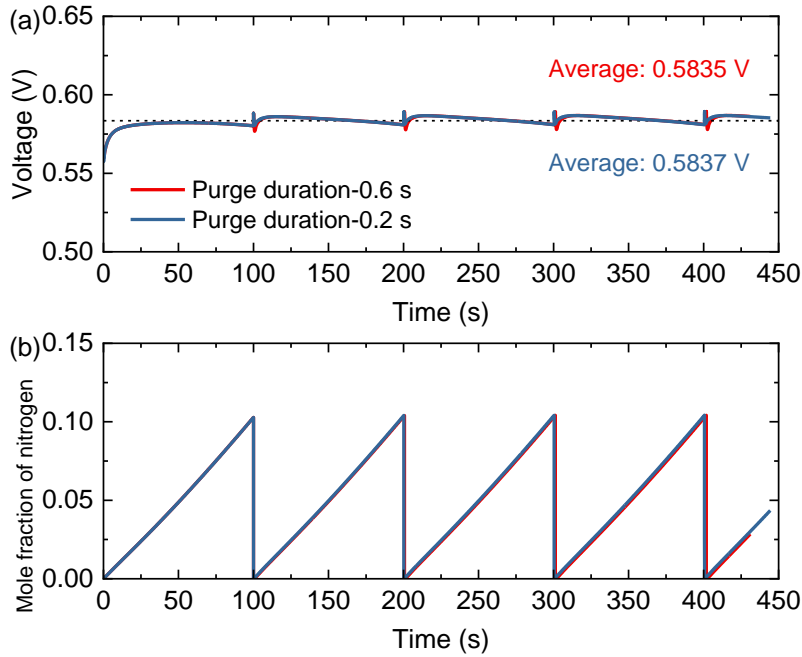 (a)
0.65
0.60
0.55
0.50
Voltage (V)
Average: 0.5835 V
Average: 0.5837 V
Purge duration-0.6 s
Purge duration-0.2 s
0 50 100 150 200 250 300 350 400 450
Time (s)
(b)
0.15
0.10
0.05
0.00
Mole fraction of nitrogen
0 50 100 150 200 250 300 350 400 450
Time (s)